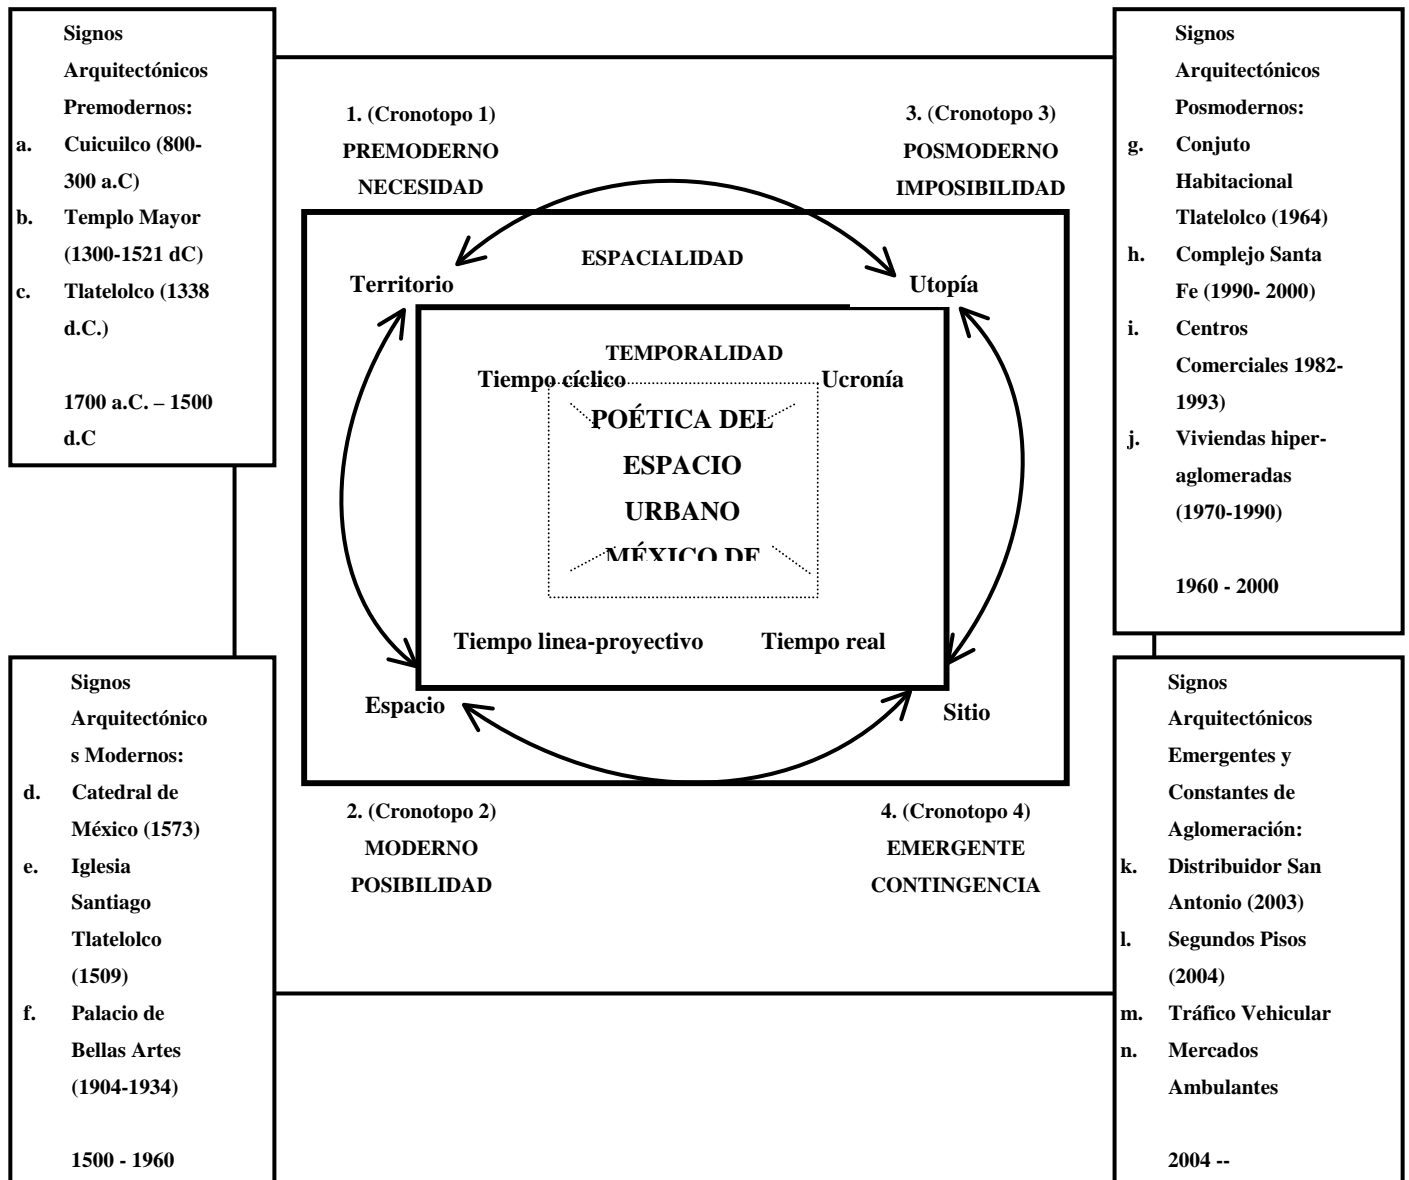 Signos
Arquitectónicos
Premodernos:
a. Cuicuilco (800-
300 a.C)
b. Templo Mayor
(1300-1521 dC)
c. Tlatelolco (1338
d.C.)
1700 a.C. – 1500
d.C
1. (Cronotopo 1)
PREMODERNO
NECESIDAD
3. (Cronotopo 3)
POSMODERNO
IMPOSIBILIDAD
Signos
Arquitectónicos
Posmodernos:
g. Conjuto
Habitacional
Tlatelolco (1964)
h. Complejo Santa
Fe (1990- 2000)
i. Centros
Comerciales 1982-
1993)
j. Viviendas hiper-
aglomeradas
(1970-1990)
1960 - 2000
ESPACIALIDAD
Territorio
Utopía
TEMPORALIDAD
Tiempo cíclico
Ucronía
POÉTICA DEL
ESPACIO
URBANO
MÉXICO DE
Tiempo linea-proyectivo
Tiempo real
Espacio
Sitio
Signos
Arquitectónico
s Modernos:
d. Catedral de
México (1573)
e. Iglesia
Santiago
Tlatelolco
(1509)
f. Palacio de
Bellas Artes
(1904-1934)
1500 - 1960
2. (Cronotopo 2)
MODERNO
POSIBILIDAD
4. (Cronotopo 4)
EMERGENTE
CONTINGENCIA
Signos
Arquitectónicos
Emergentes y
Constantes de
Aglomeración:
k. Distribuidor San
Antonio (2003)
l. Segundos Pisos
(2004)
m. Tráfico Vehicular
n. Mercados
Ambulantes
2004 --